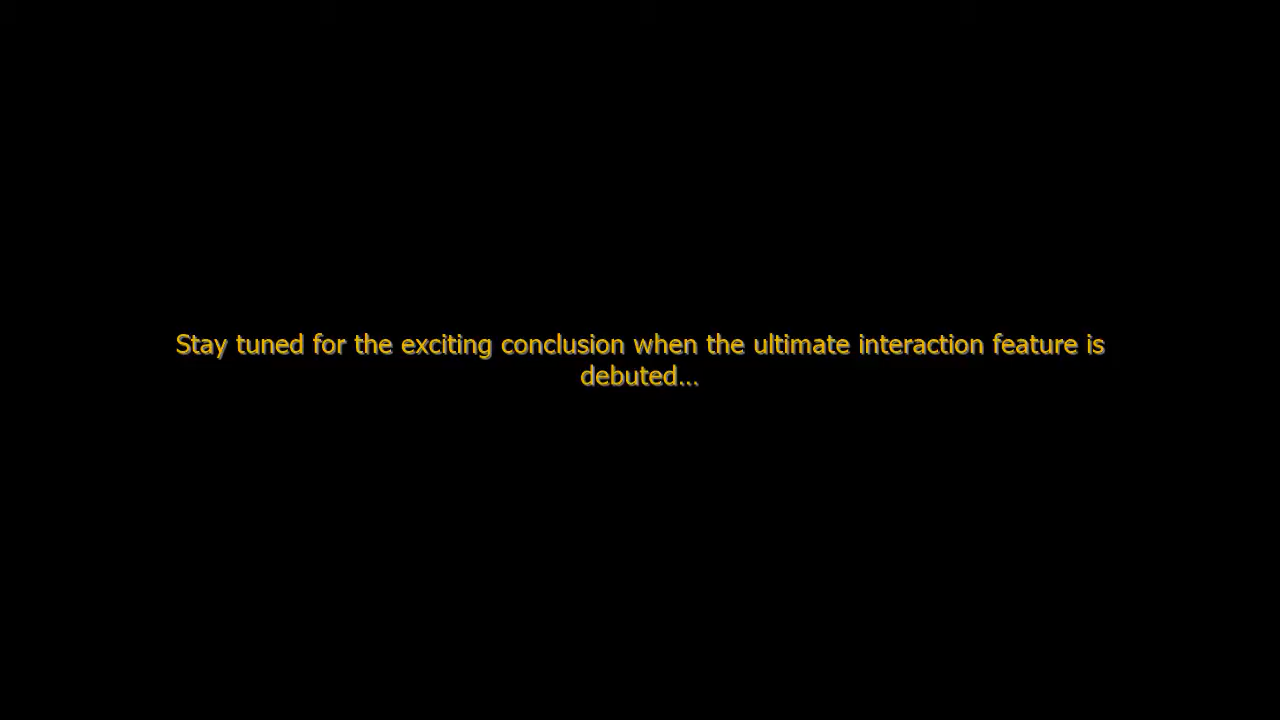 Stay tuned for the exciting conclusion when the ultimate interaction feature is
debuted...